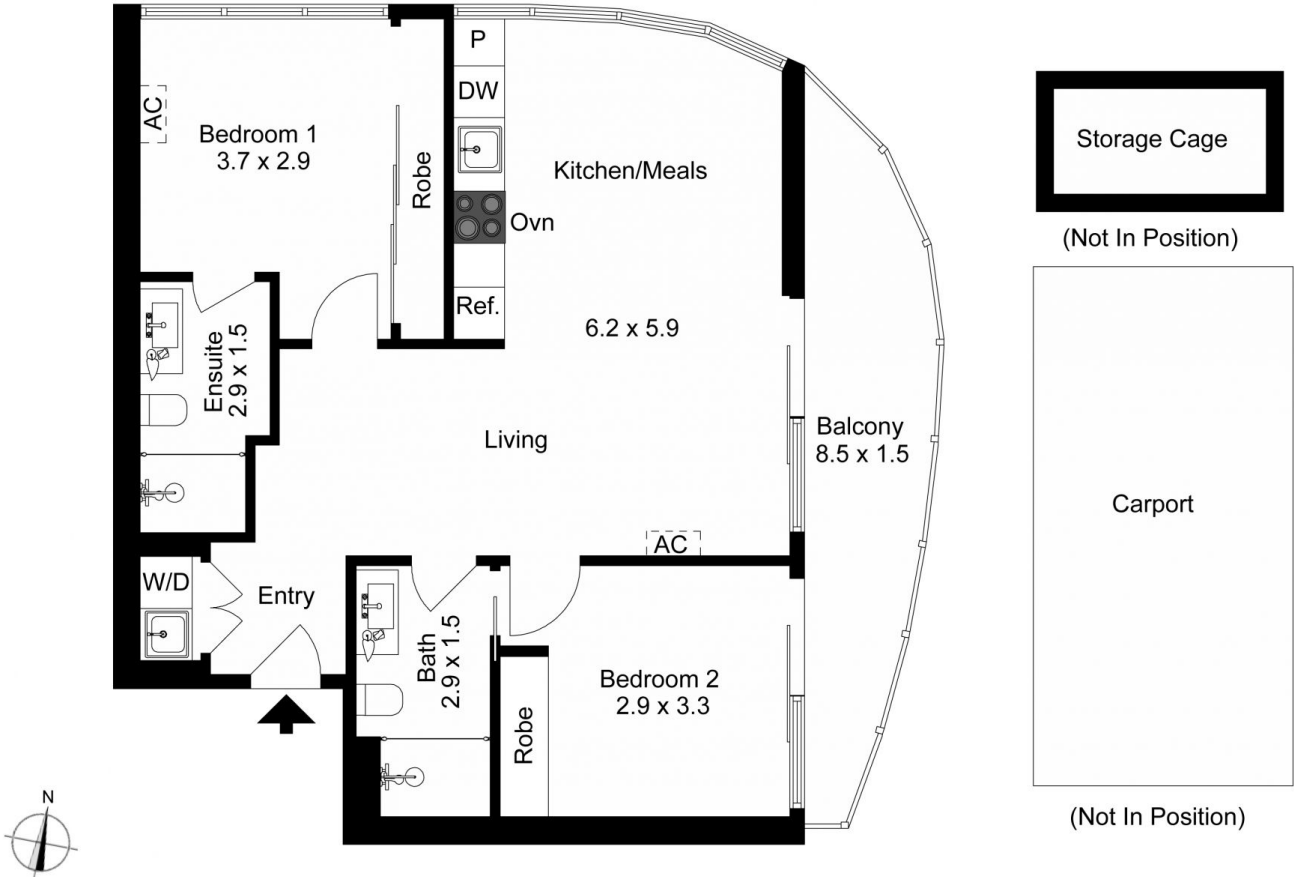 P
DW
AC
Bedroom 1
3.7 x 2.9
Robe
Kitchen/Meals
Ovn
Ref.
6.2 x 5.9
Ensuite
2.9 x 1.5
Living
Balcony
8.5 x 1.5
AC
W/D
Entry
Bath
2.9 x 1.5
Bedroom 2
2.9 x 3.3
Robe
N
Storage Cage
(Not In Position)
Carport
(Not In Position)